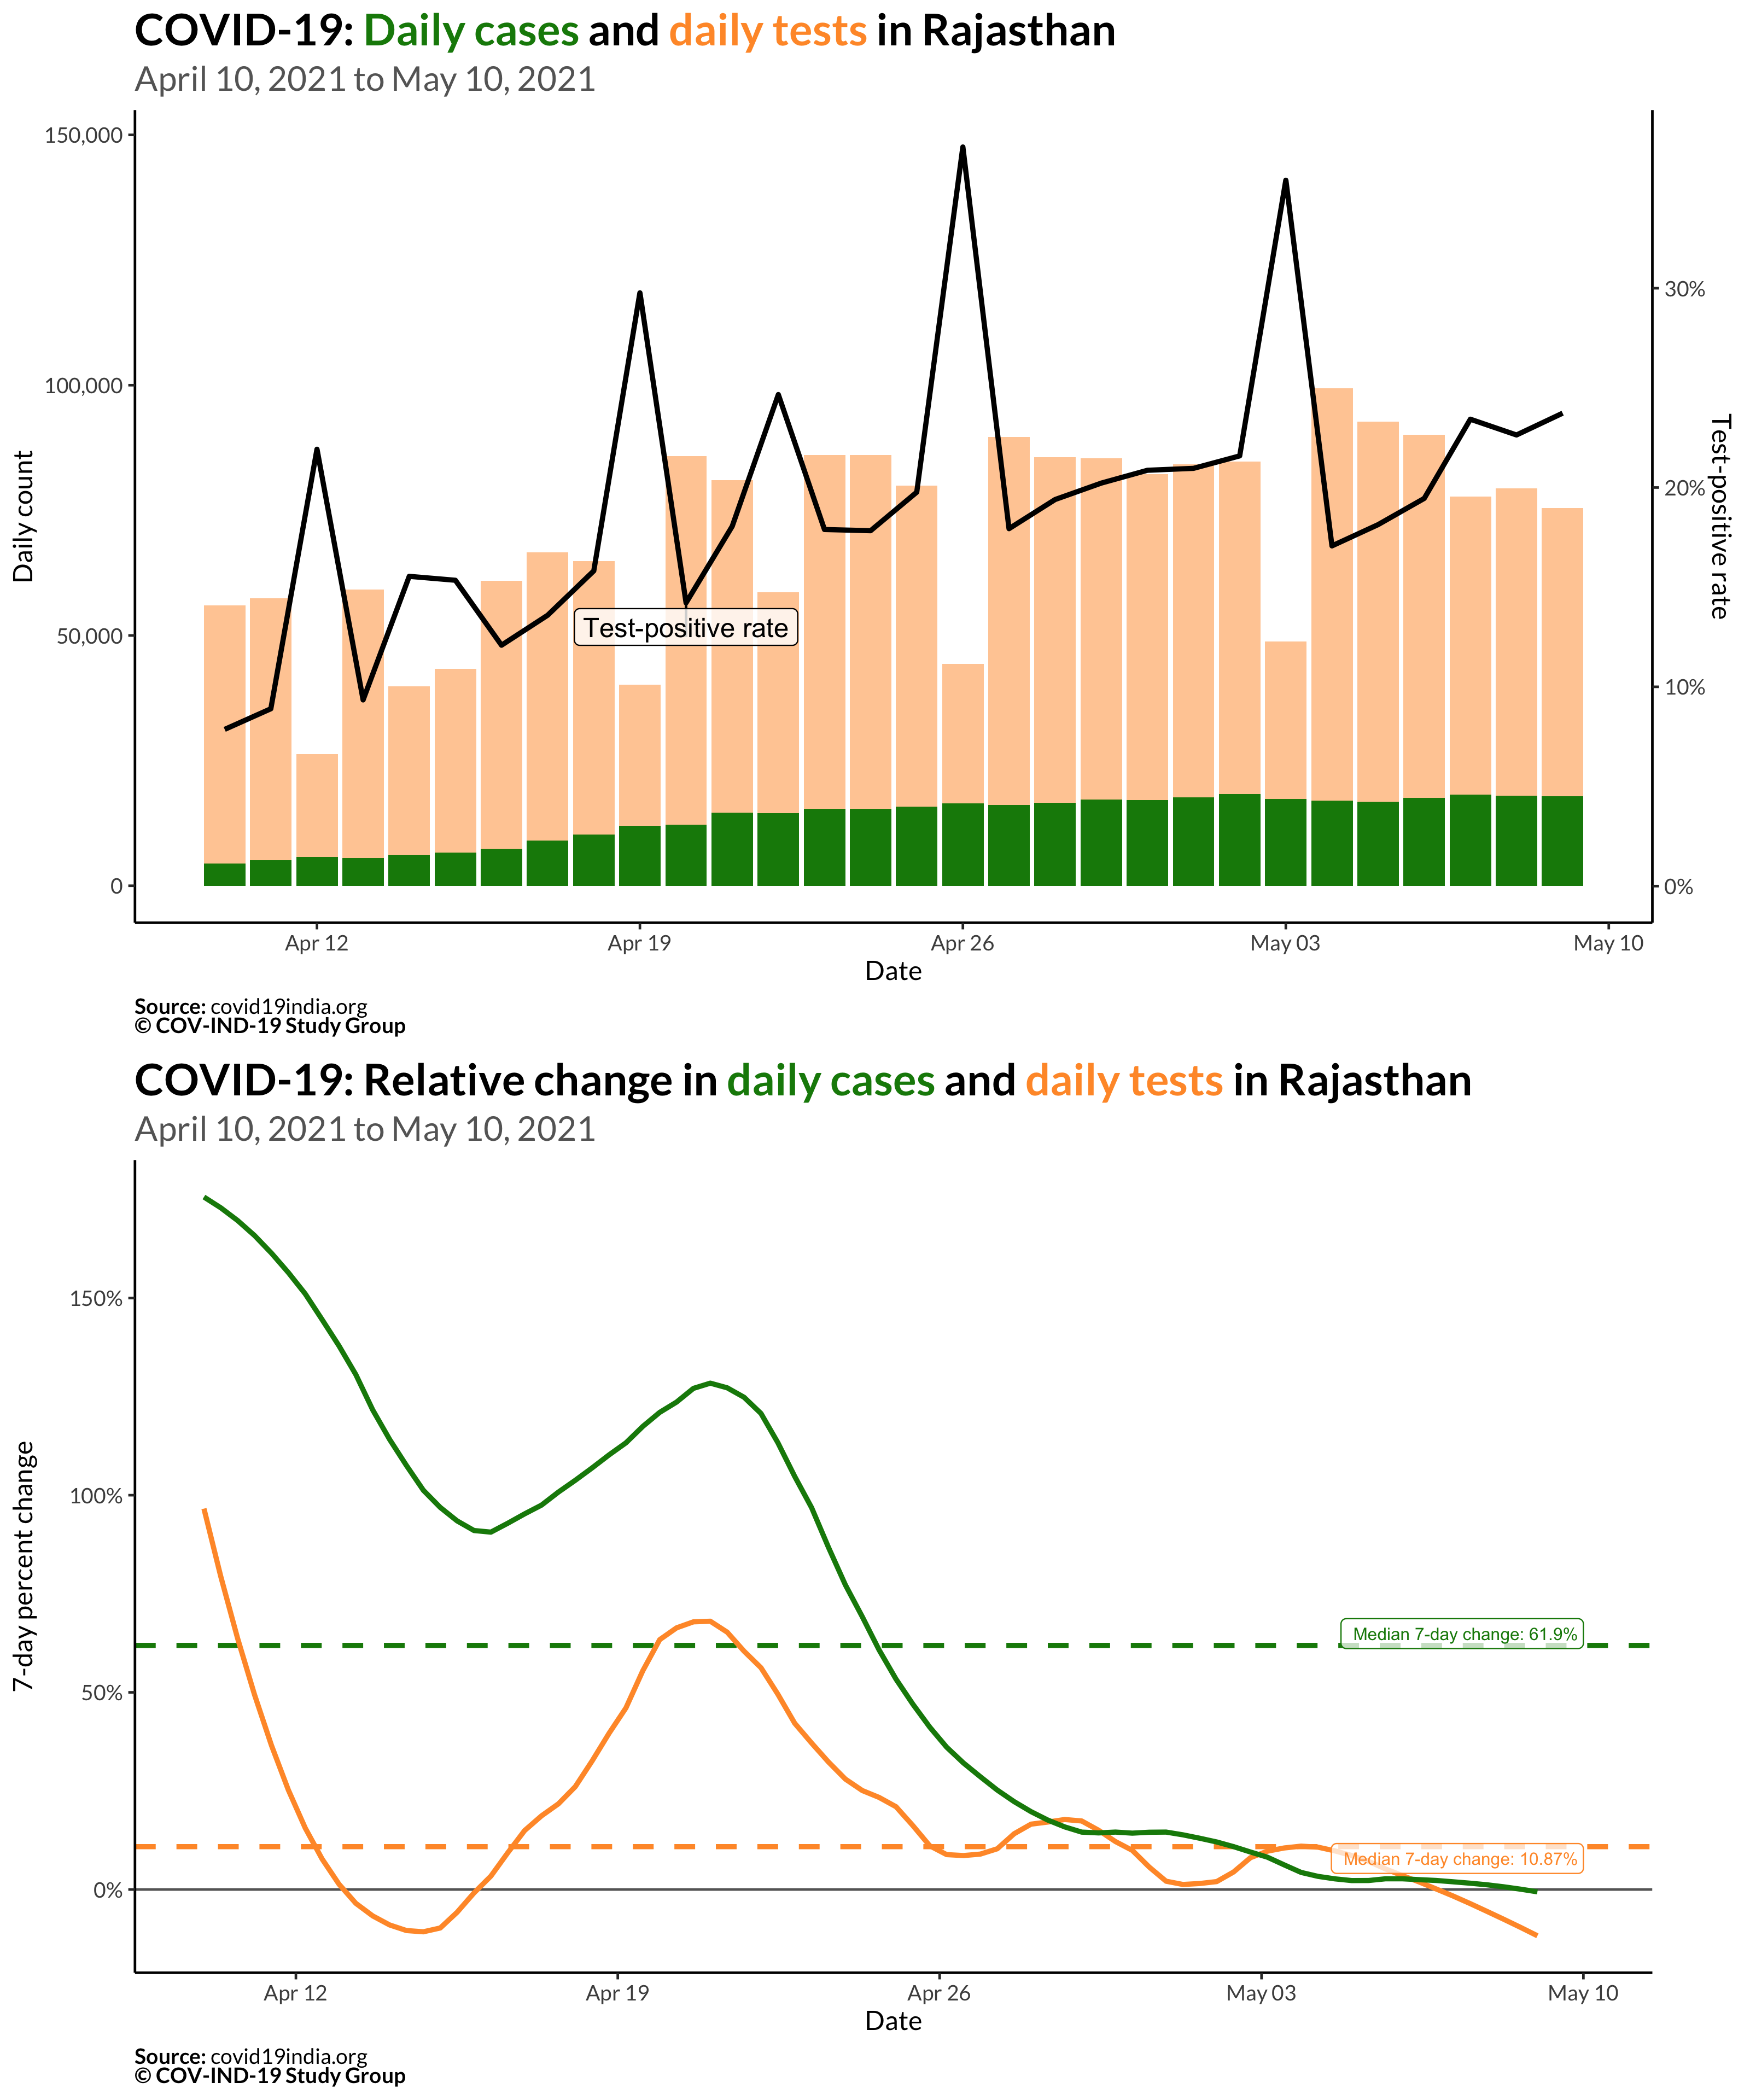 COVID-19: Daily cases and daily tests in Rajasthan
April 10, 2021 to May 10, 2021
150,000
100,000
50,000
0
Daily count
30%
20%
10%
0%
Test-positive rate
Test-positive rate
Apr 12
Apr 19
Apr 26
May 03
May 10
Date
Source: covid19india.org
© COV-IND-19 Study Group
COVID-19: Relative change in daily cases and daily tests in Rajasthan
April 10, 2021 to May 10, 2021
150%
100%
50%
0%
7-day percent change
Median 7-day change: 61.9%
Median 7-day change: 10.87%
Apr 12
Apr 19
Apr 26
May 03
May 10
Date
Source: covid19india.org
© COV-IND-19 Study Group